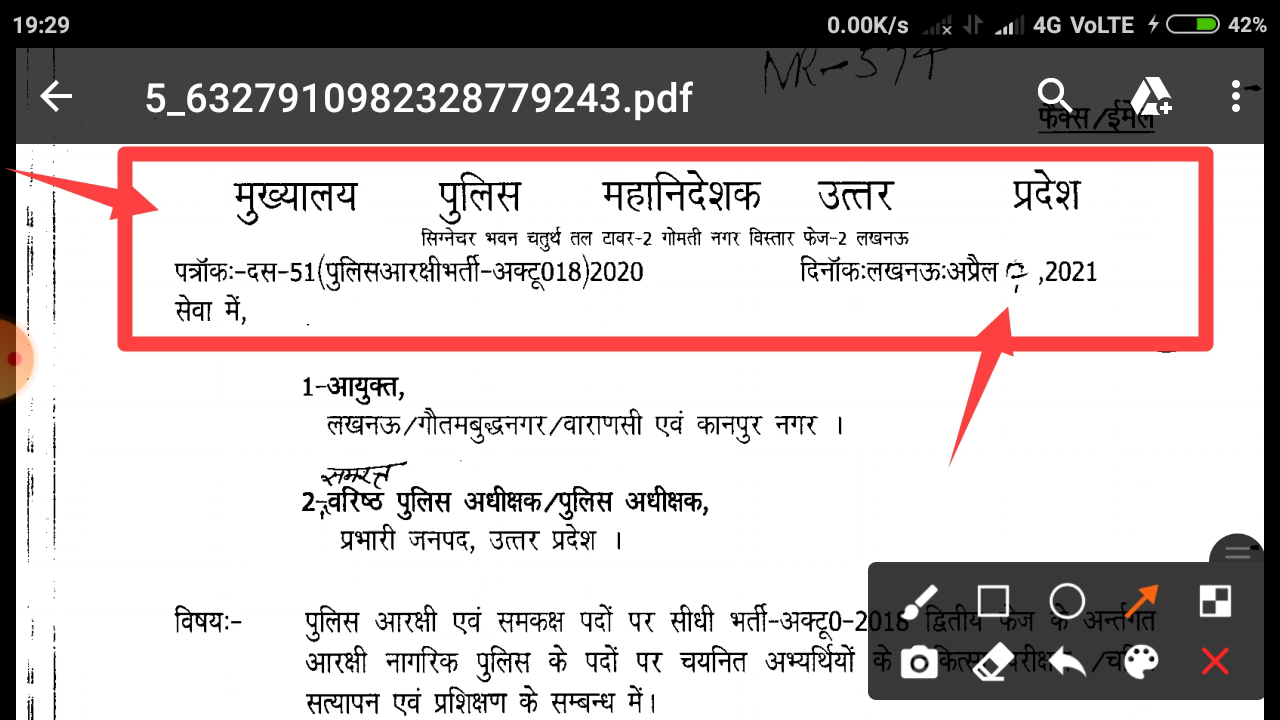 19:29 0.00K/s 4G VoLTE 42%
NR-574
5_6327910982328779243.pdf
फैक्स/ईमेल
मुख्यालय पुलिस महानिदेशक उत्तर प्रदेश
सिग्नेचर भवन चतुर्थ तल टावर-2 गोमती नगर विस्तार फेज-2 लखनऊ
पत्रॉकः-दस-51(पुलिसआरक्षीभर्ती-अक्टू018)2020 दिनॉकःलखनऊःअप्रैल ,2021
सेवा में,
1-आयुक्त,
लखनऊ/गौतमबुद्धनगर/वाराणसी एवं कानपुर नगर ।
समस्त
2-वरिष्ठ पुलिस अधीक्षक/पुलिस अधीक्षक,
प्रभारी जनपद, उत्तर प्रदेश ।
विषयः- पुलिस आरक्षी एवं समकक्ष पदों पर सीधी भर्ती-अक्टू0-2018 द्वितीय फेज के अर्न्तगत
आरक्षी नागरिक पुलिस के पदों पर चयनित अभ्यर्थियों के
सत्यापन एवं प्रशिक्षण के सम्बन्ध में।